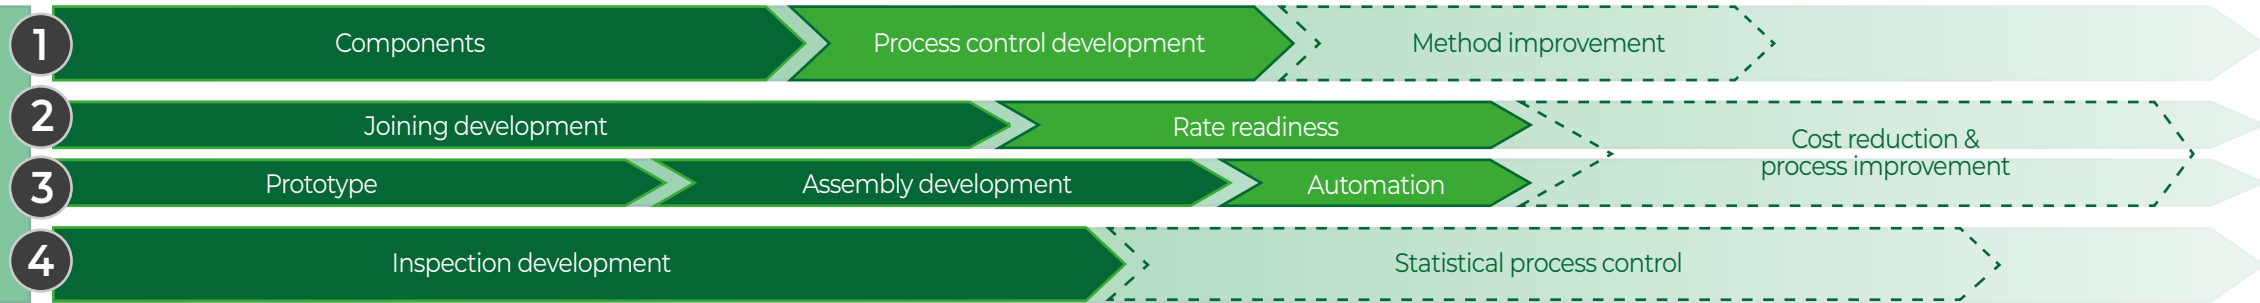 1
Components
Process control development
Method improvement
2
Joining development
Rate readiness
Cost reduction &
process improvement
3
Prototype
Assembly development
Automation
4
Inspection development
Statistical process control